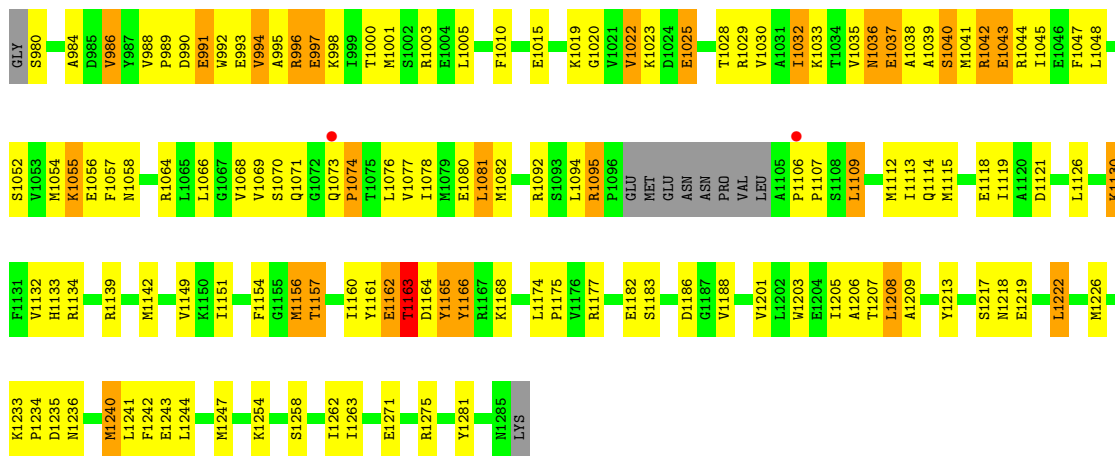 GLY S980 A984 D985 V986 Y987 V988 P989 D990 E991 W992 E993 V994 A995 R996 E997 K998 I999 T1000 M1001 S1002 R1003 E1004 L1005 F1010 E1015 K1019 G1020 V1021 V1022 K1023 D1024 E1025 T1028 R1029 V1030 A1031 I1032 K1033 T1034 V1035 N1036 E1037 A1038 A1039 S1040 M1041 R1042 E1043 R1044 I1045 E1046 F1047 L1048
S1052 V1053 M1054 K1055 E1056 F1057 N1058 R1064 L1065 L1066 G1067 V1068 V1069 S1070 Q1071 G1072 Q1073 P1074 T1075 L1076 V1077 I1078 M1079 E1080 L1081 M1082 R1092 S1093 L1094 R1095 P1096 GLU MET GLU ASN ASN PRO VAL LEU A1105 P1106 P1107 S1108 L1109 M1112 I1113 Q1114 M1115 E1118 I1119 A1120 D1121 L1126 K1130
F1131 V1132 H1133 R1134 R1139 M1142 V1149 K1150 I1151 F1154 G1155 M1156 T1157 I1160 Y1161 E1162 T1163 D1164 Y1165 Y1166 R1167 K1168 L1174 P1175 V1176 R1177 E1182 S1183 D1186 G1187 V1188 V1201 L1202 W1203 E1204 I1205 A1206 T1207 L1208 A1209 Y1213 S1217 N1218 E1219 L1222 M1226
K1233 P1234 D1235 N1236 M1240 L1241 F1242 E1243 L1244 M1247 K1254 S1258 I1262 I1263 E1271 R1275 Y1281 N1285 LYS